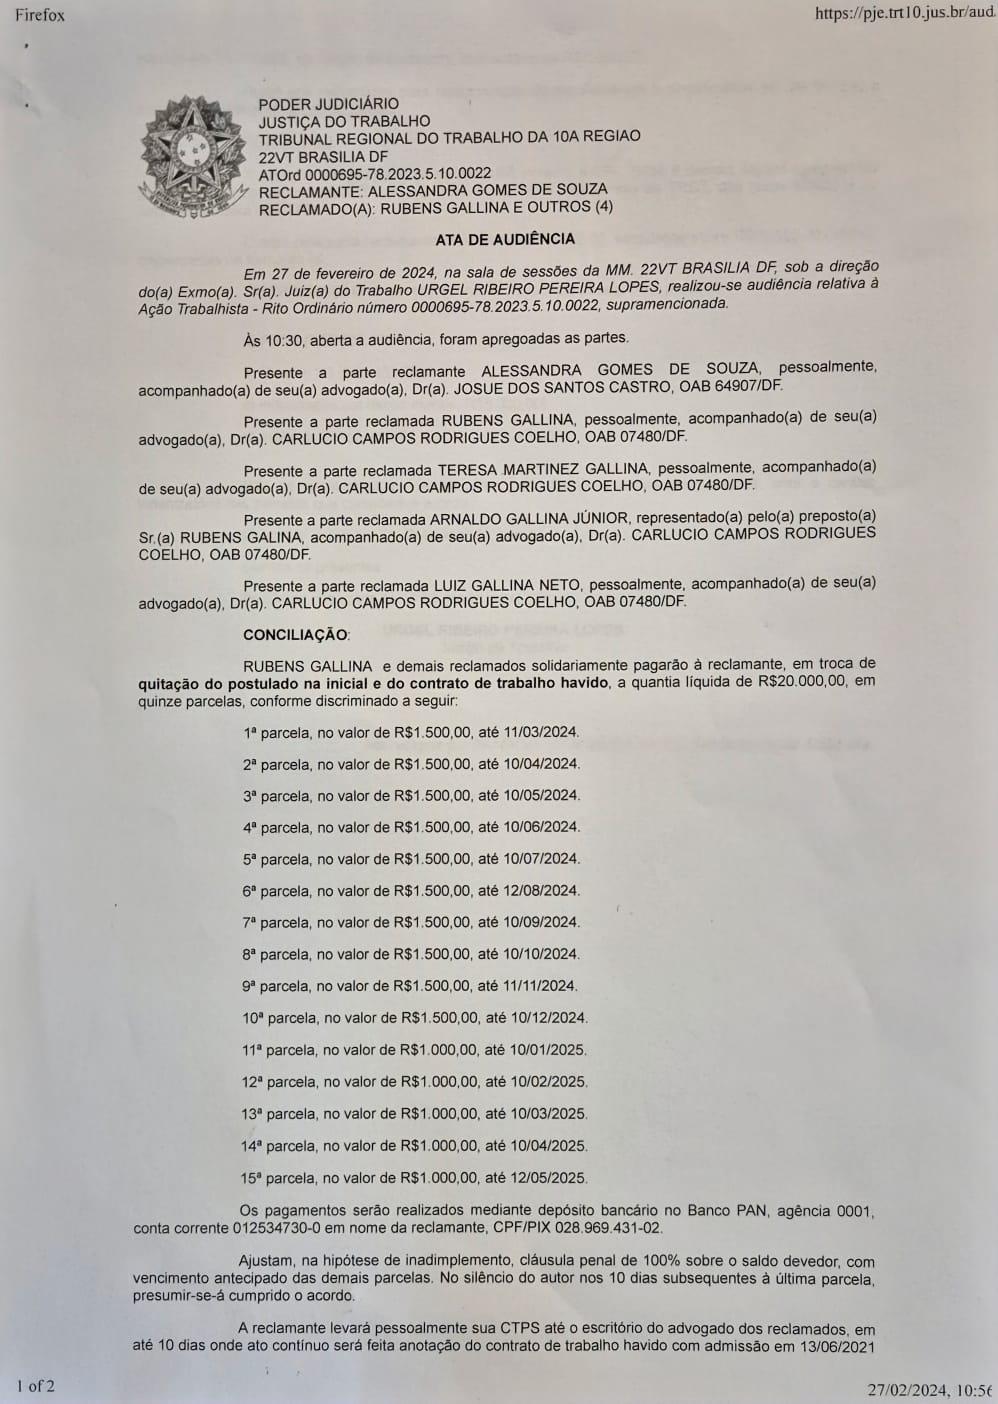 Firefox
https://pje.trt10.jus.br/aud
PODER JUDICIÁRIO
JUSTIÇA DO TRABALHO
TRIBUNAL REGIONAL DO TRABALHO DA 10A REGIAO
22VT BRASILIA DF
ATOrd 0000695-78.2023.5.10.0022
RECLAMANTE: ALESSANDRA GOMES DE SOUZA
RECLAMADO(A): RUBENS GALLINA E OUTROS (4)
ATA DE AUDIÊNCIA
Em 27 de fevereiro de 2024, na sala de sessões da MM. 22VT BRASILIA DF, sob a direção
do(a) Exmo(a). Sr(a). Juiz(a) do Trabalho URGEL RIBEIRO PEREIRA LOPES, realizou-se audiência relativa à
Ação Trabalhista - Rito Ordinário número 0000695-78.2023.5.10.0022, supramencionada.
Às 10:30, aberta a audiência, foram apregoadas as partes.
Presente a parte reclamante ALESSANDRA GOMES DE SOUZA, pessoalmente,
acompanhado(a) de seu(a) advogado(a), Dr(a). JOSUE DOS SANTOS CASTRO, OAB 64907/DF.
Presente a parte reclamada RUBENS GALLINA, pessoalmente, acompanhado(a) de seu(a)
advogado(a), Dr(a). CARLUCIO CAMPOS RODRIGUES COELHO, OAB 07480/DF.
Presente a parte reclamada TERESA MARTINEZ GALLINA, pessoalmente, acompanhado(a)
de seu(a) advogado(a), Dr(a). CARLUCIO CAMPOS RODRIGUES COELHO, OAB 07480/DF.
Presente a parte reclamada ARNALDO GALLINA JÚNIOR, representado(a) pelo(a) preposto(a)
Sr.(a) RUBENS GALINA, acompanhado(a) de seu(a) advogado(a), Dr(a). CARLUCIO CAMPOS RODRIGUES
COELHO, OAB 07480/DF.
Presente a parte reclamada LUIZ GALLINA NETO, pessoalmente, acompanhado(a) de seu(a)
advogado(a), Dr(a). CARLUCIO CAMPOS RODRIGUES COELHO, OAB 07480/DF.
CONCILIAÇÃO:
RUBENS GALLINA e demais reclamados solidariamente pagarão à reclamante, em troca de
quitação do postulado na inicial e do contrato de trabalho havido, a quantia líquida de R$20.000,00, em
quinze parcelas, conforme discriminado a seguir:
1ª parcela, no valor de R$1.500,00, até 11/03/2024.
2ª parcela, no valor de R$1.500,00, até 10/04/2024.
3ª parcela, no valor de R$1.500,00, até 10/05/2024.
4ª parcela, no valor de R$1.500,00, até 10/06/2024.
5ª parcela, no valor de R$1.500,00, até 10/07/2024.
6ª parcela, no valor de R$1.500,00, até 12/08/2024.
7ª parcela, no valor de R$1.500,00, até 10/09/2024.
8ª parcela, no valor de R$1.500,00, até 10/10/2024.
9ª parcela, no valor de R$1.500,00, até 11/11/2024.
10ª parcela, no valor de R$1.500,00, até 10/12/2024.
11ª parcela, no valor de R$1.000,00, até 10/01/2025.
12ª parcela, no valor de R$1.000,00, até 10/02/2025.
13ª parcela, no valor de R$1.000,00, até 10/03/2025.
14ª parcela, no valor de R$1.000,00, até 10/04/2025.
15ª parcela, no valor de R$1.000,00, até 12/05/2025.
Os pagamentos serão realizados mediante depósito bancário no Banco PAN, agência 0001,
conta corrente 012534730-0 em nome da reclamante, CPF/PIX 028.969.431-02.
Ajustam, na hipótese de inadimplemento, cláusula penal de 100% sobre o saldo devedor, com
vencimento antecipado das demais parcelas. No silêncio do autor nos 10 dias subsequentes à última parcela,
presumir-se-á cumprido o acordo.
A reclamante levará pessoalmente sua CTPS até o escritório do advogado dos reclamados, em
até 10 dias onde ato contínuo será feita anotação do contrato de trabalho havido com admissão em 13/06/2021
1 of 2
27/02/2024, 10:56